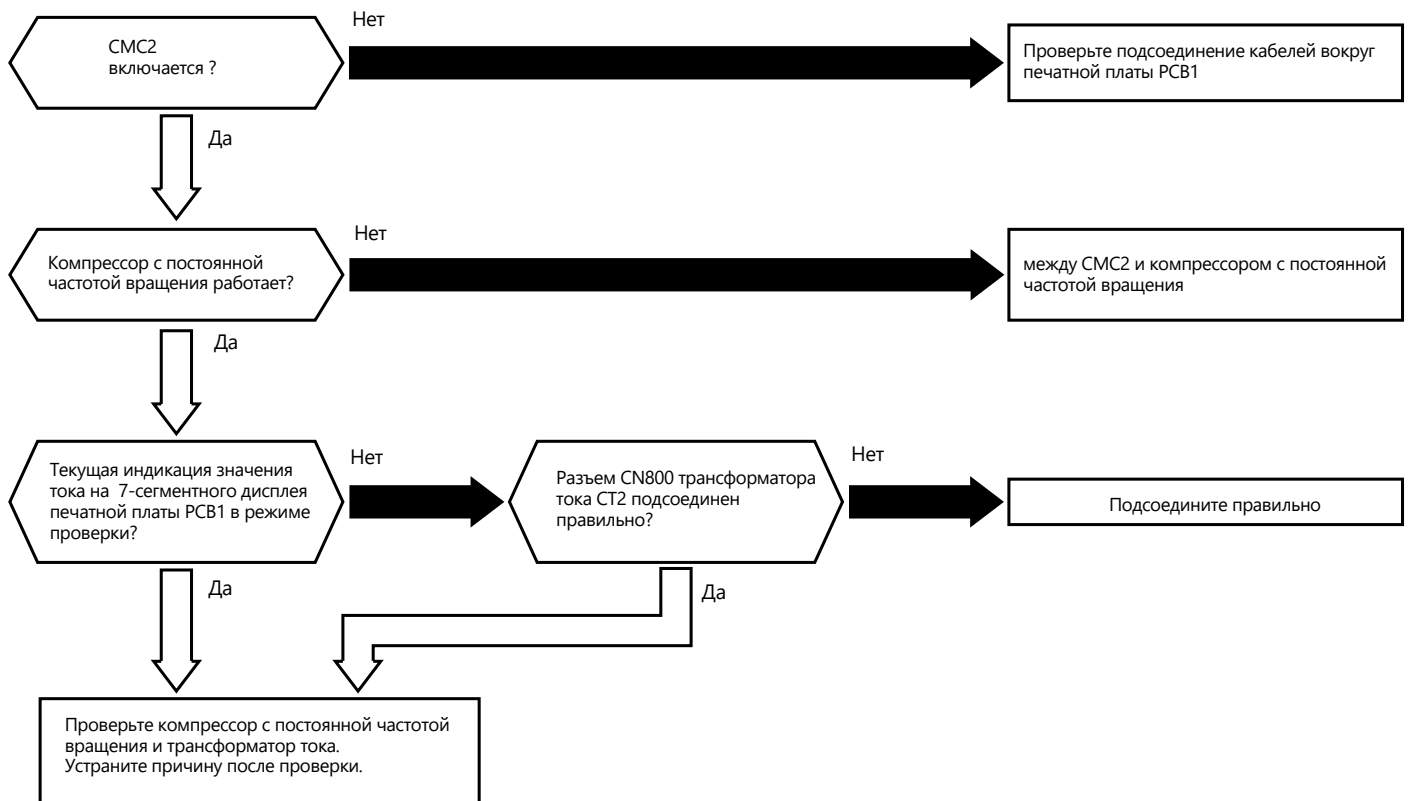 Нет
СМС2
включается ?
Проверьте подсоединение кабелей вокруг
печатной платы PCB1
Да
Нет
Компрессор с постоянной
частотой вращения работает?
между СМС2 и компрессором с постоянной
частотой вращения
Да
Текущая индикация значения
тока на 7-сегментного дисплея
печатной платы PCB1 в режиме
проверки?
Нет
Разъем CN800 трансформатора
тока CT2 подсоединен
правильно?
Нет
Подсоедините правильно
Да
Да
Проверьте компрессор с постоянной частотой
вращения и трансформатор тока.
Устраните причину после проверки.